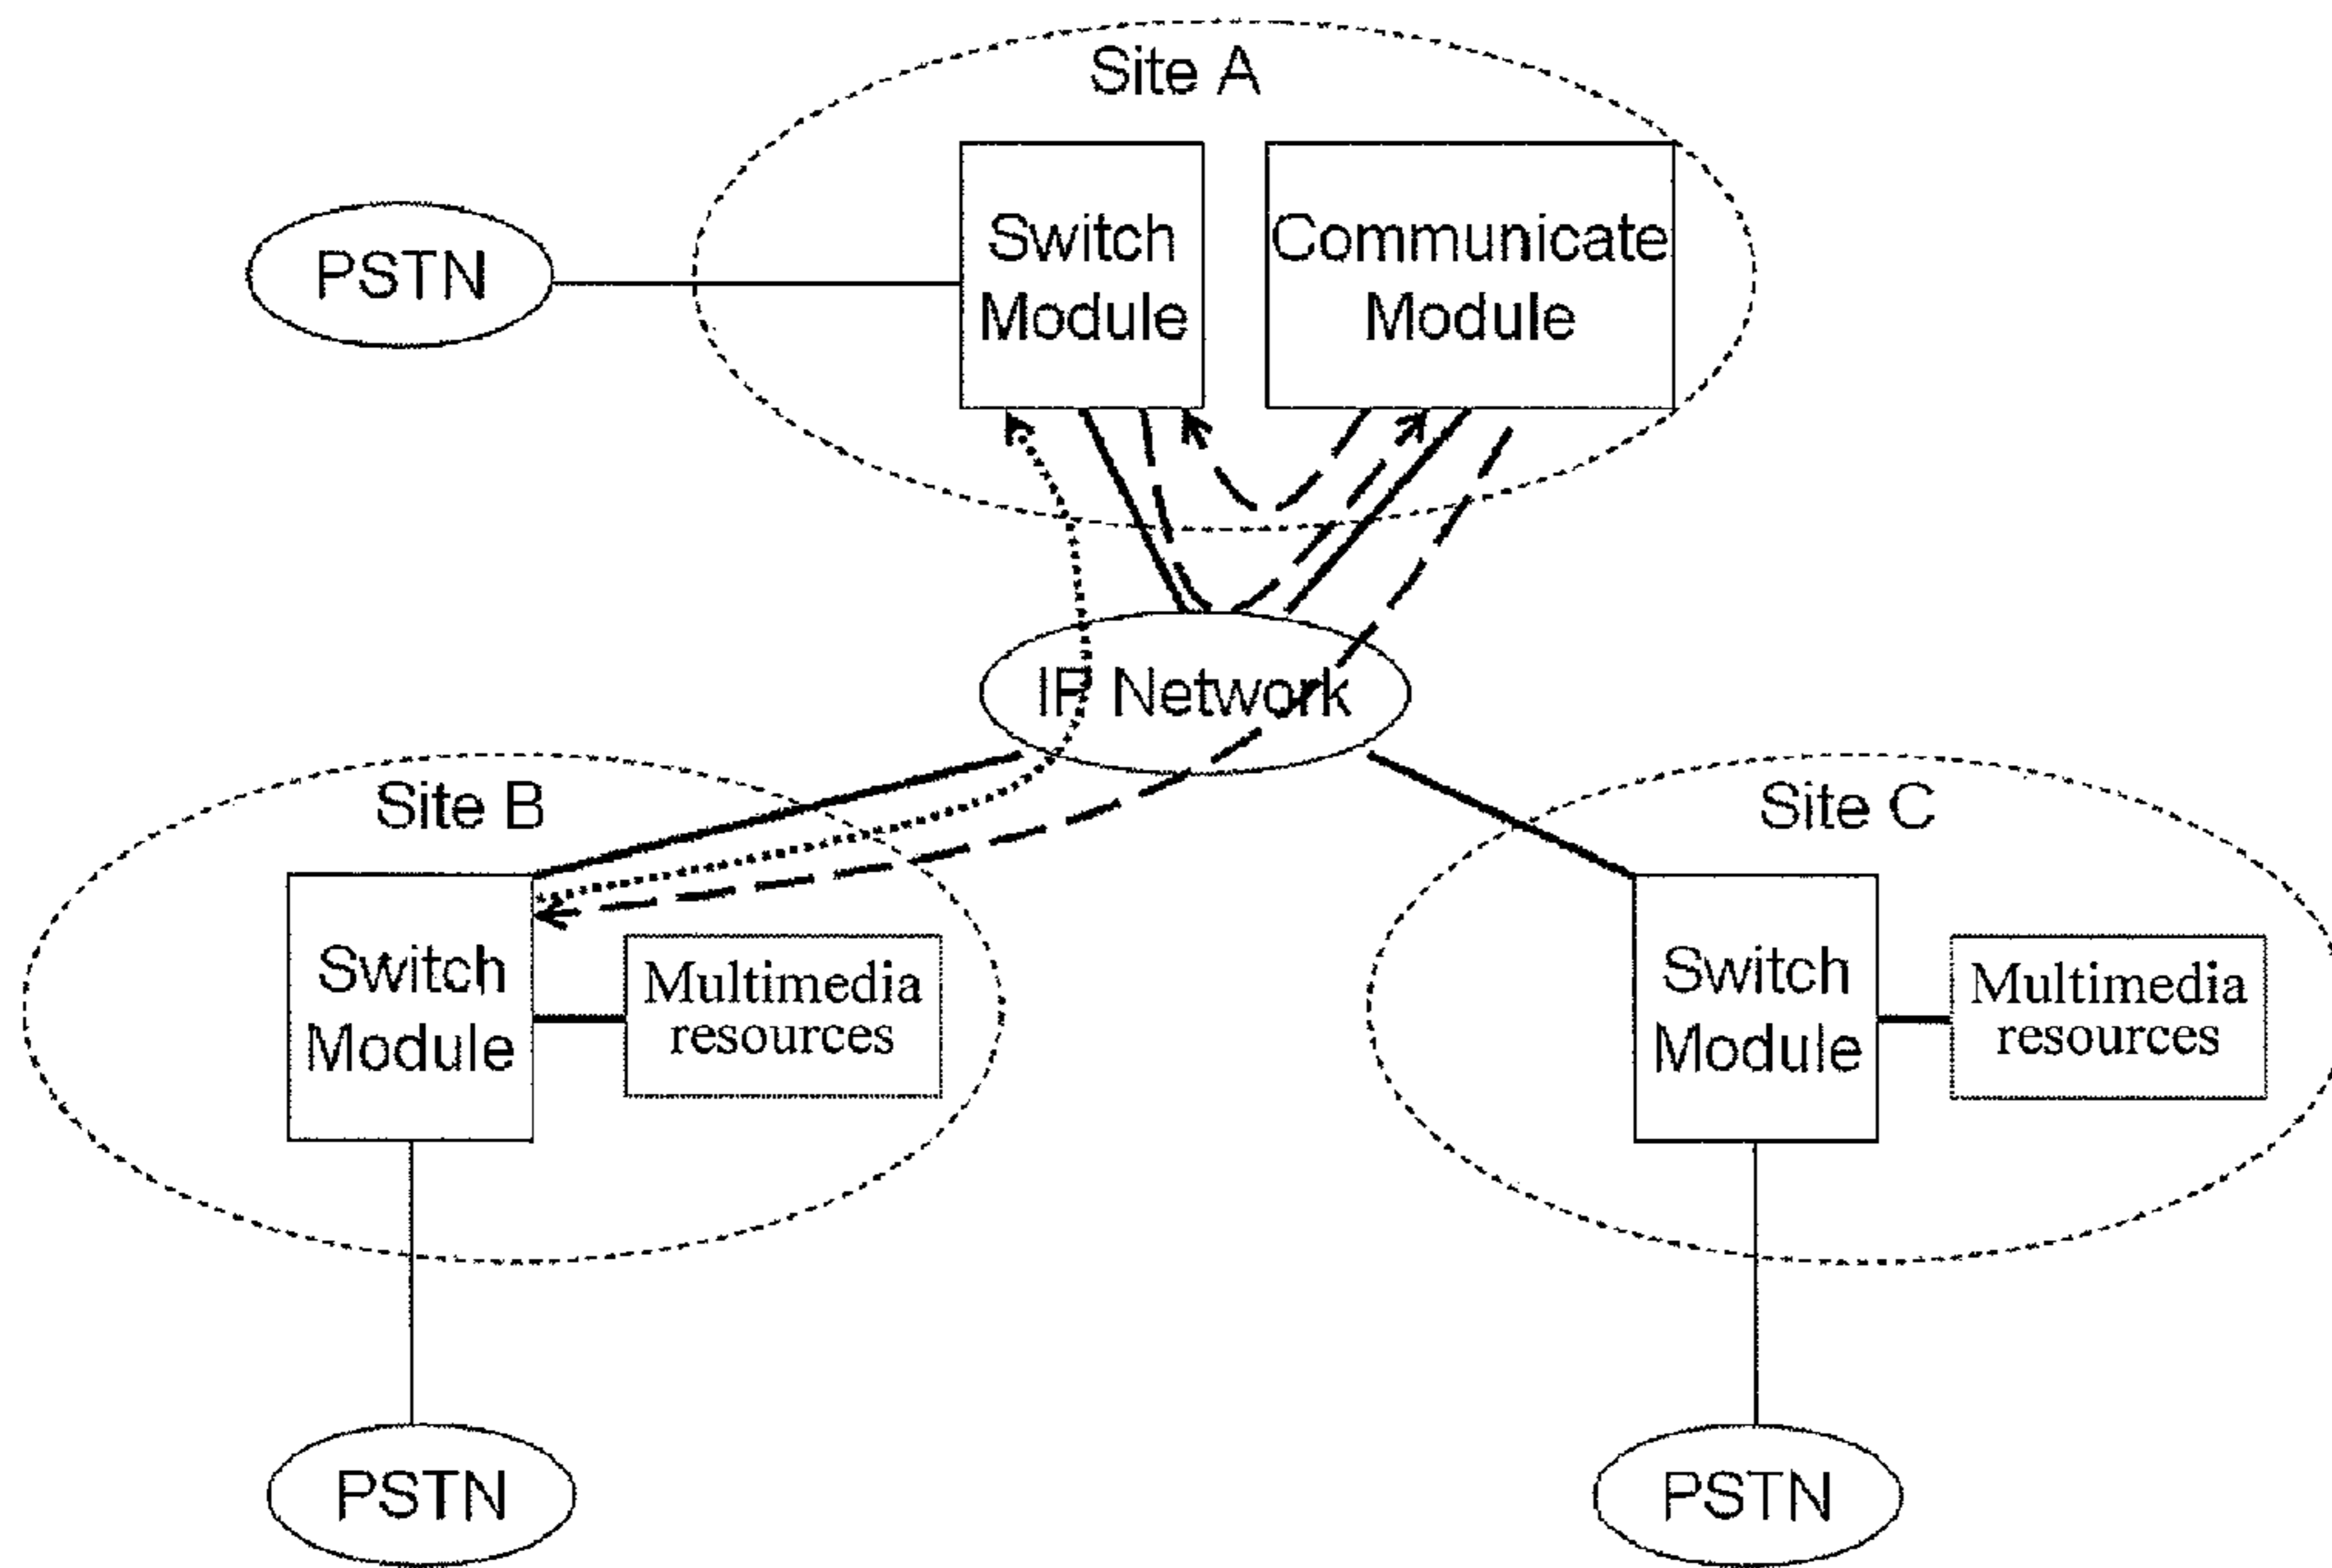 Site A
Switch
Module
Communicate
Module
PSTN
IP Network
Site B
Switch
Module
Multimedia
resources
Site C
Switch
Module
Multimedia
resources
PSTN
PSTN